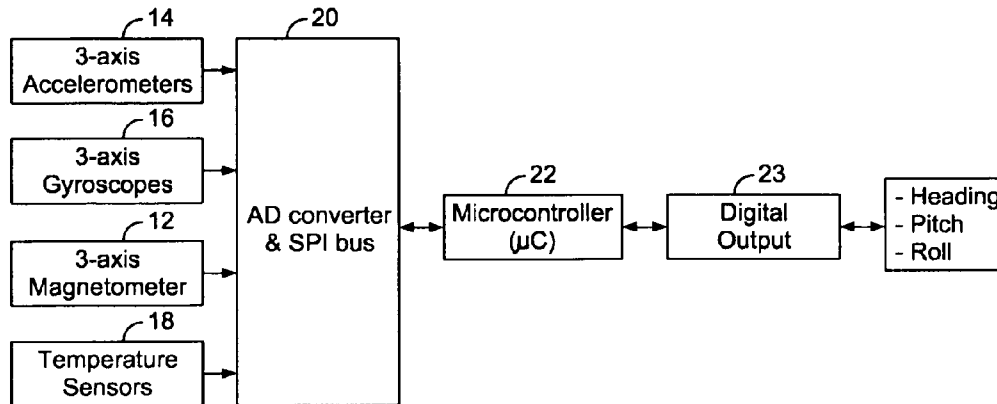 14
3-axis
Accelerometers
16
3-axis
Gyroscopes
12
3-axis
Magnetometer
18
Temperature
Sensors
20
AD converter
& SPI bus
22
Microcontroller
(µC)
23
Digital
Output
- Heading
- Pitch
- Roll